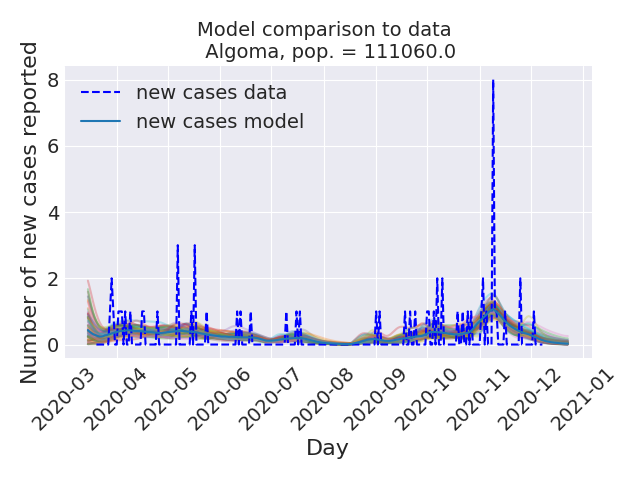 Model comparison to data
Algoma, pop. = 111060.0
Number of new cases reported
8
6
4
2
0
new cases data
new cases model
2020-03
2020-04
2020-05
2020-06
2020-07
2020-08
2020-09
2020-10
2020-11
2020-12
2021-01
Day